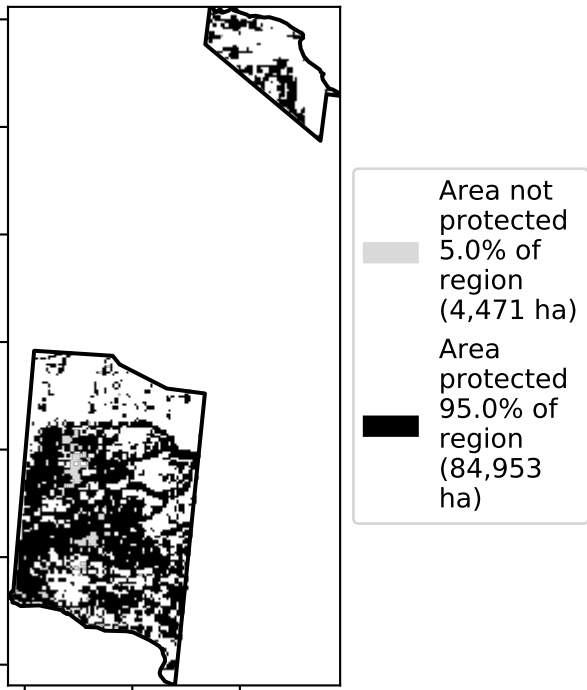 Area not
protected
5.0% of
region
(4,471 ha)
Area
protected
95.0% of
region
(84,953
ha)